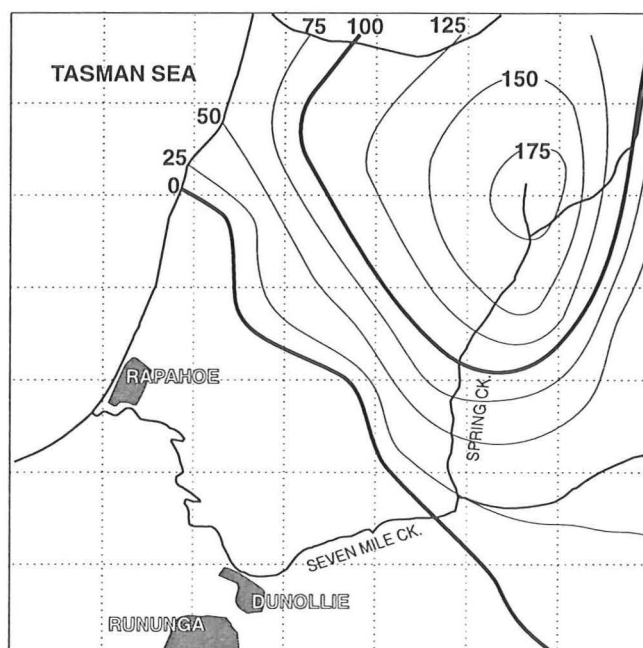 75
100
125
TASMAN SEA
150
50
25
175
0
RAPAHOE
SPRING CK.
SEVEN MILE CK.
DUNOLLIE
RUNUNGA